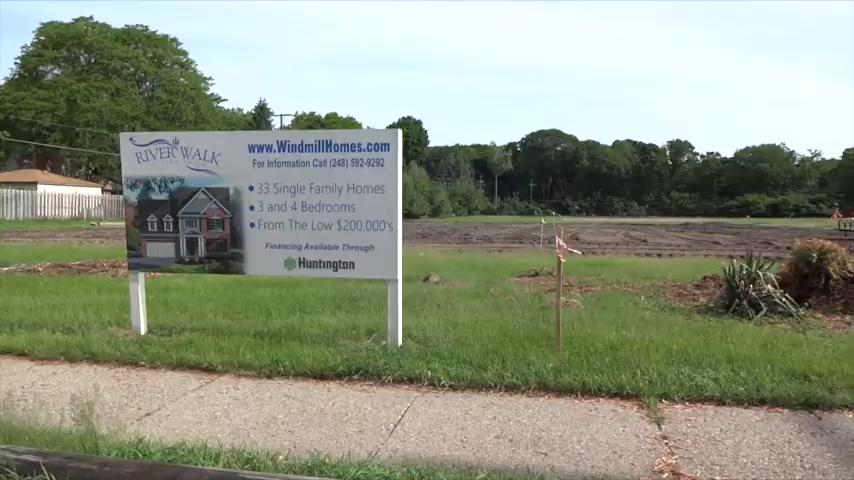 RIVER WALK
www.WindmillHomes.com
For Information Call (248) 592-9292
• 33 Single Family Homes
• 3 and 4 Bedrooms
• From The Low $200,000's
Financing Available Through
Huntington